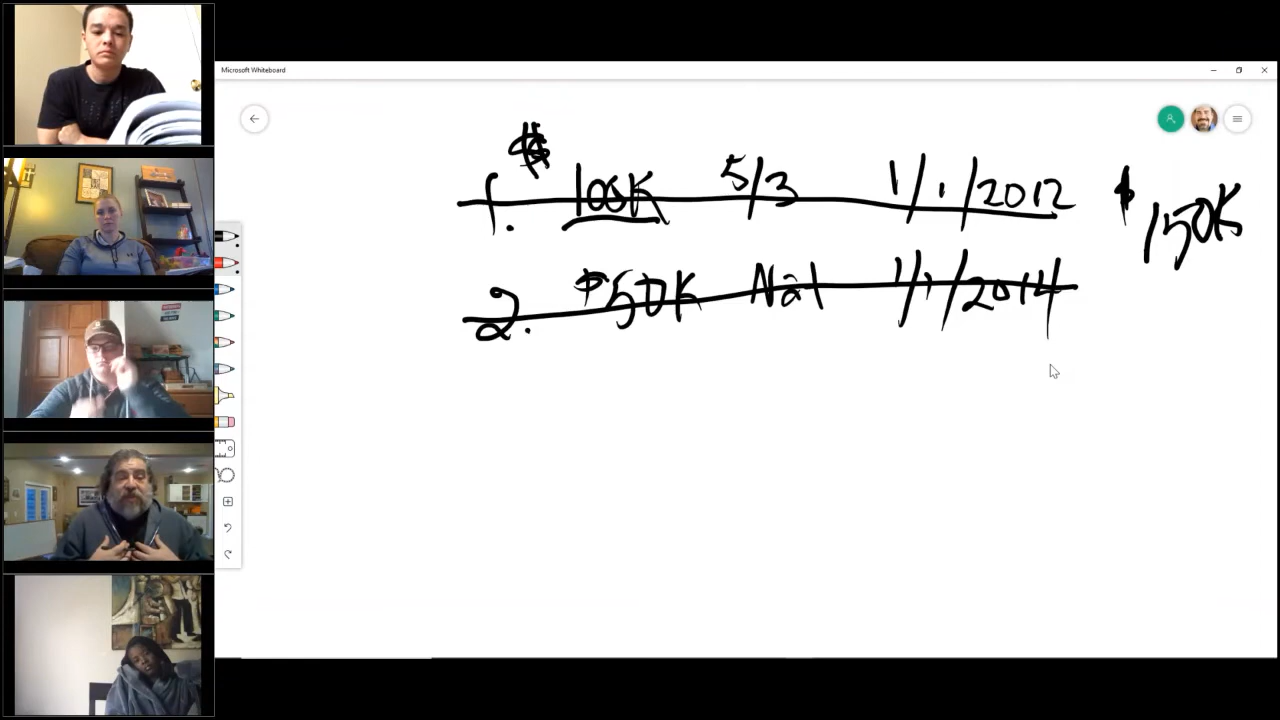 Microsoft Whiteboard
$
1. 100K 5/3 1/1/2012
$150K
2. $50K Nat 1/1/2014